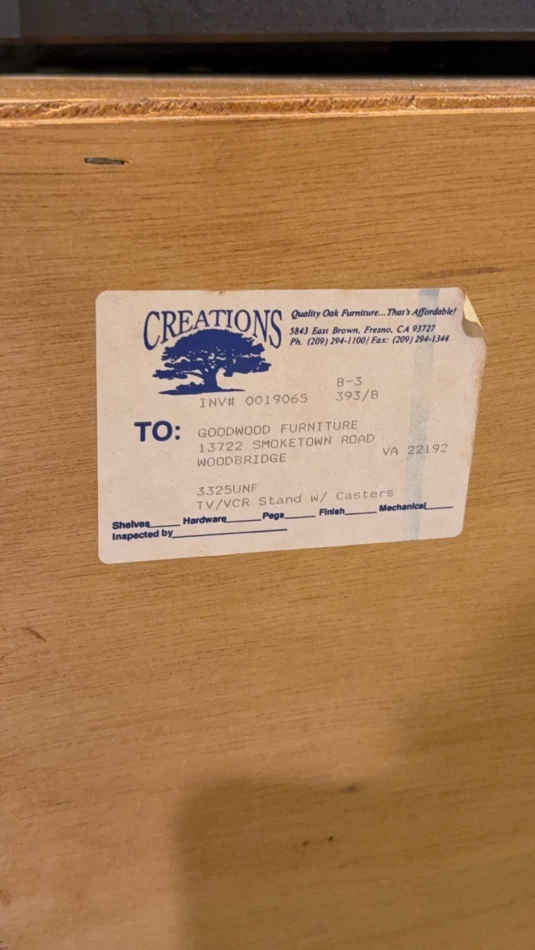 CREATIONS
Quality Oak Furniture...That's Affordable!
5843 East Brown, Fresno, CA 93727
Ph. (209) 294-1100/ Fax: (209) 294-1344
8-3
INV# 0019065 393/8
TO: GOODWOOD FURNITURE
13722 SMOKETOWN ROAD
WOODBRIDGE VA 22192
3325UNF
TV/VCR Stand w/ Casters
Shelves Hardware Pegs Finish Mechanical
Inspected by